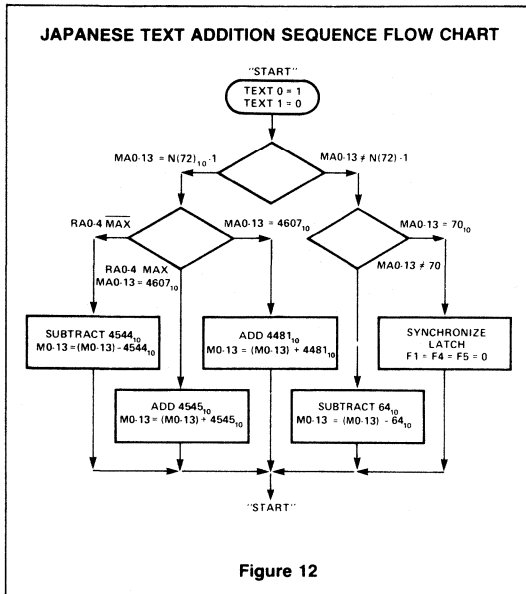 JAPANESE TEXT ADDITION SEQUENCE FLOW CHART
"START"
TEXT 0 = 1
TEXT 1 = 0
MA0-13 = N(72)₁₀-1
MA0-13 ≠ N(72)-1
RA0-4 M̅A̅X̅
MA0-13 = 4607₁₀
MA0-13 = 70₁₀
RA0-4 MAX
MA0-13 = 4607₁₀
MA0-13 ≠ 70
SUBTRACT 4544₁₀
M0-13=(M0-13) -4544₁₀
ADD 4481₁₀
M0-13 = (M0-13) + 4481₁₀
SYNCHRONIZE
LATCH
F1 = F4 = F5 = 0
ADD 4545₁₀
M0-13 = (M0-13) + 4545₁₀
SUBTRACT 64₁₀
M0-13 = (M0-13) - 64₁₀
"START"
Figure 12